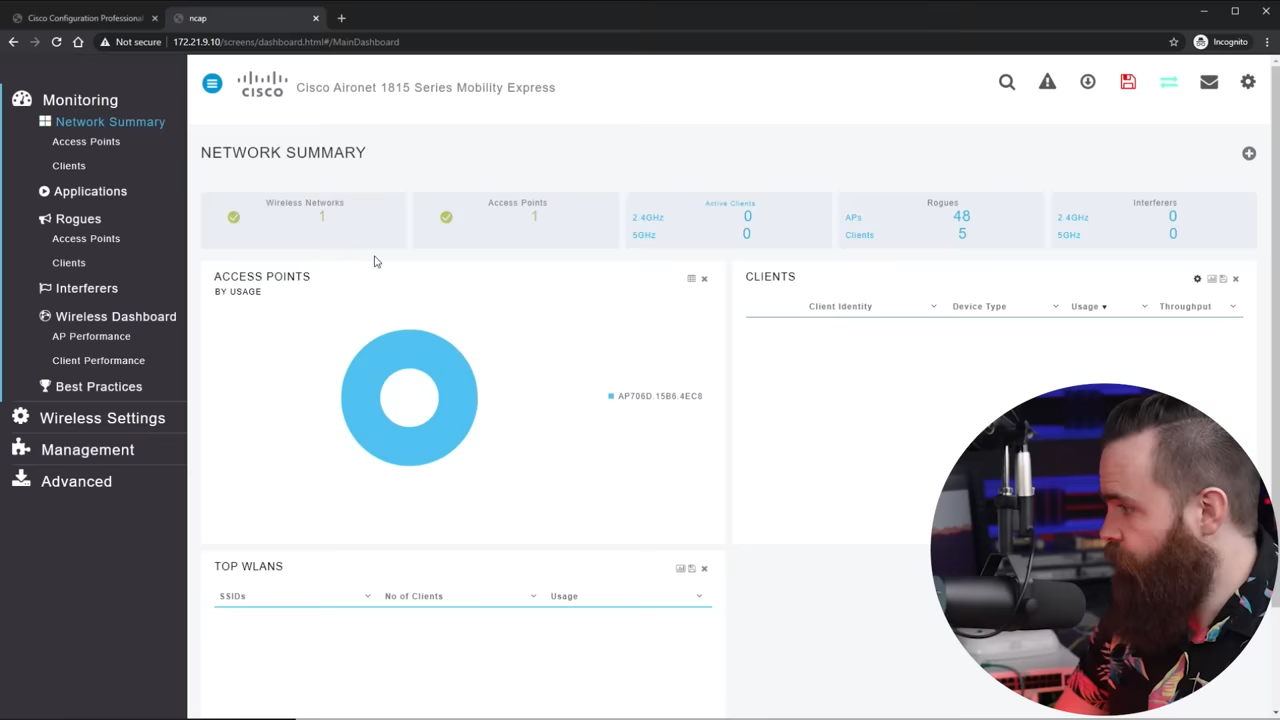 Cisco Configuration Professional
ncap
Not secure 172.21.9.10/screens/dashboard.html#/MainDashboard
Incognito
Monitoring
Network Summary
Access Points
Clients
Applications
Rogues
Access Points
Clients
Interferers
Wireless Dashboard
AP Performance
Client Performance
Best Practices
Wireless Settings
Management
Advanced
CISCO
Cisco Aironet 1815 Series Mobility Express
NETWORK SUMMARY
Wireless Networks
1
Access Points
1
Active Clients
2.4GHz 0
5GHz 0
Rogues
APs 48
Clients 5
Interferers
2.4GHz 0
5GHz 0
ACCESS POINTS
BY USAGE
AP706D.15B6.4EC8
CLIENTS
Client Identity Device Type Usage Throughput
TOP WLANS
SSIDs No of Clients Usage